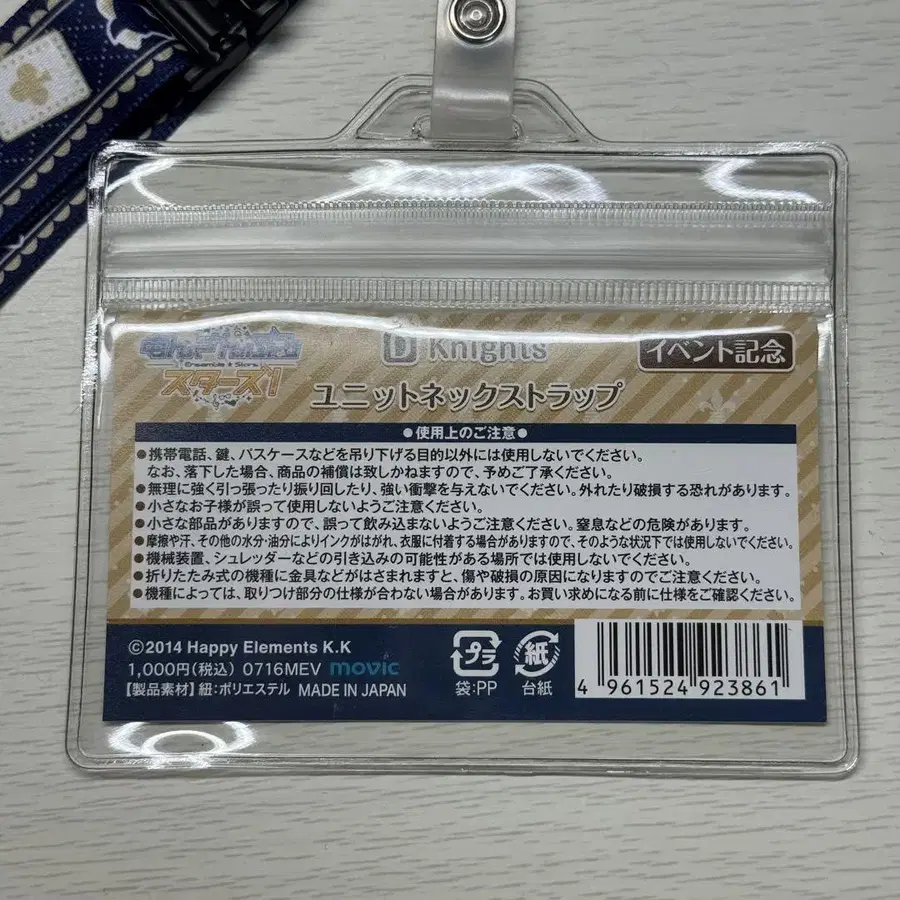 あんさんぶる
Ensemble Stars
スターズ!
D Knights
イベント記念
ユニットネックストラップ
●使用上のご注意●
●携帯電話、鍵、パスケースなどを吊り下げる目的以外には使用しないでください。
なお、落下した場合、商品の補償は致しかねますので、予めご了承ください。
●無理に強く引っ張ったり振り回したり、強い衝撃を与えないでください。外れたり破損する恐れがあります。
●小さなお子様が誤って使用しないようご注意ください。
●小さな部品がありますので、誤って飲み込まないようご注意ください。窒息などの危険があります。
●摩擦や汗、その他の水分・油分によりインクがはがれ、衣服に付着する場合がありますので、そのような状況下では使用しないでください。
●機械装置、シュレッダーなどの引き込みの可能性がある場所では使用しないでください。
●折りたたみ式の機種に金具などがはさまれますと、傷や破損の原因になりますのでご注意ください。
●機種によっては、取りつけ部分の仕様が合わない場合があります。お買い求めになる前に仕様をご確認ください。
©2014 Happy Elements K.K
1,000円(税込) 0716MEV movic
【製品素材】紐:ポリエステル MADE IN JAPAN
プラ
袋:PP
紙
台紙
4 961524 923861